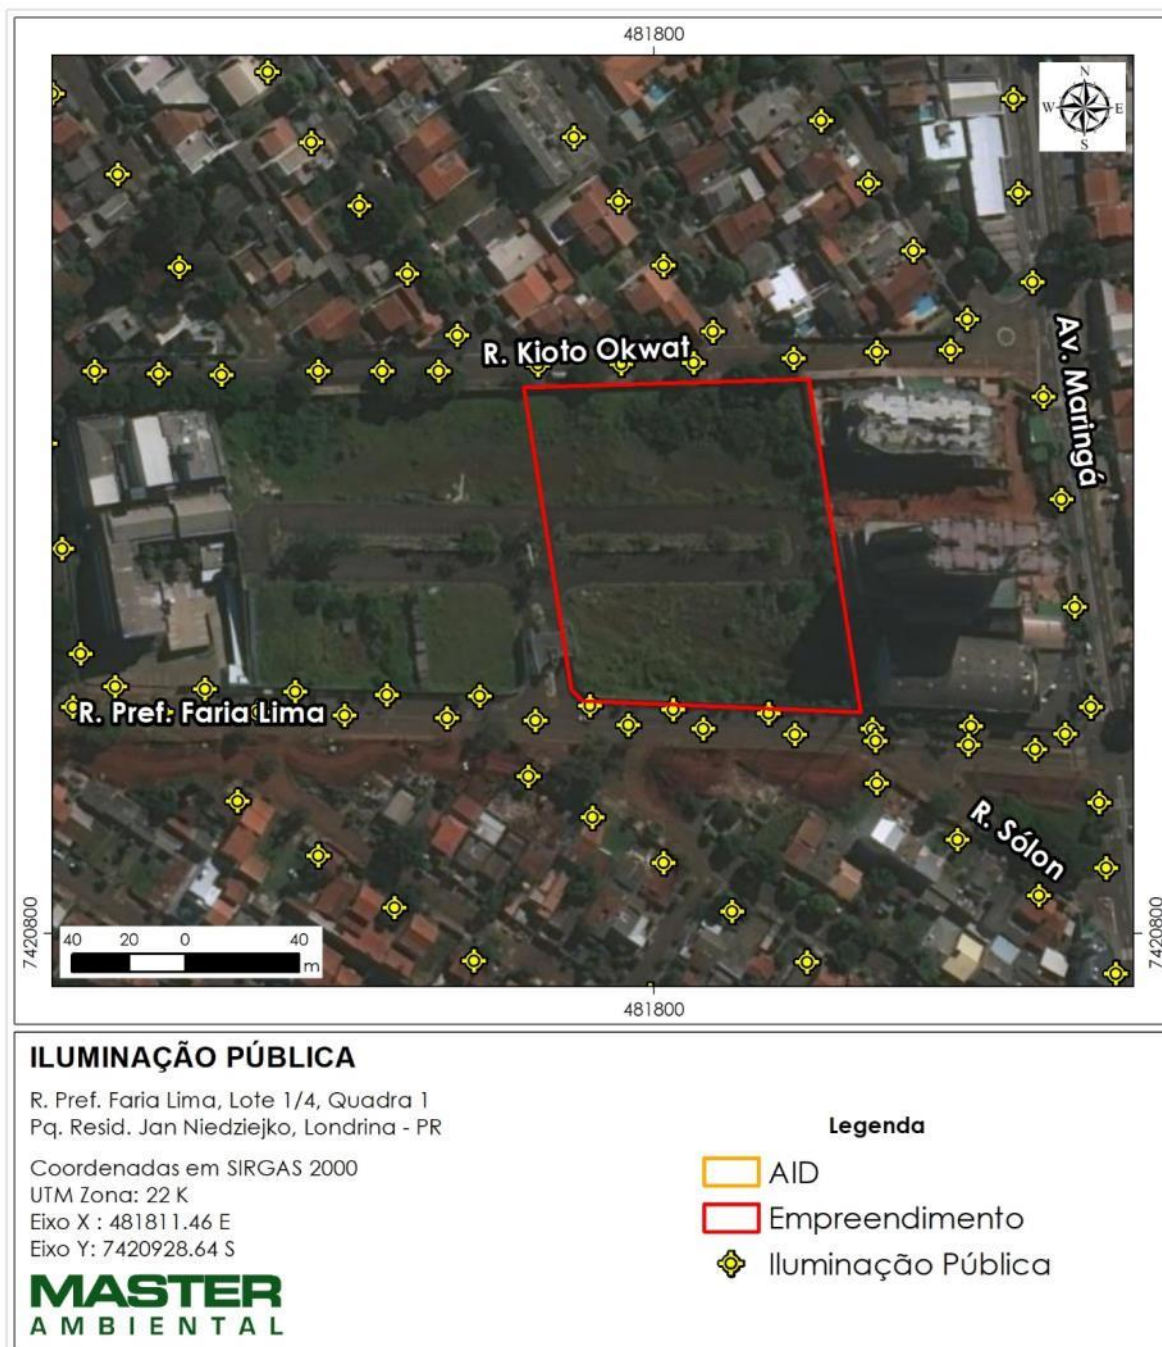 481800
N
W E
S
R. Kioto Okwat
Av. Maringá
R. Pref. Faria Lima
R. Sólon
7420800
7420800
40 20 0 40
m
481800
ILUMINAÇÃO PÚBLICA
R. Pref. Faria Lima, Lote 1/4, Quadra 1
Pq. Resid. Jan Niedziejko, Londrina - PR
Coordenadas em SIRGAS 2000
UTM Zona: 22 K
Eixo X : 481811.46 E
Eixo Y: 7420928.64 S
MASTER
AMBIENTAL
Legenda
AID
Empreendimento
Iluminação Pública